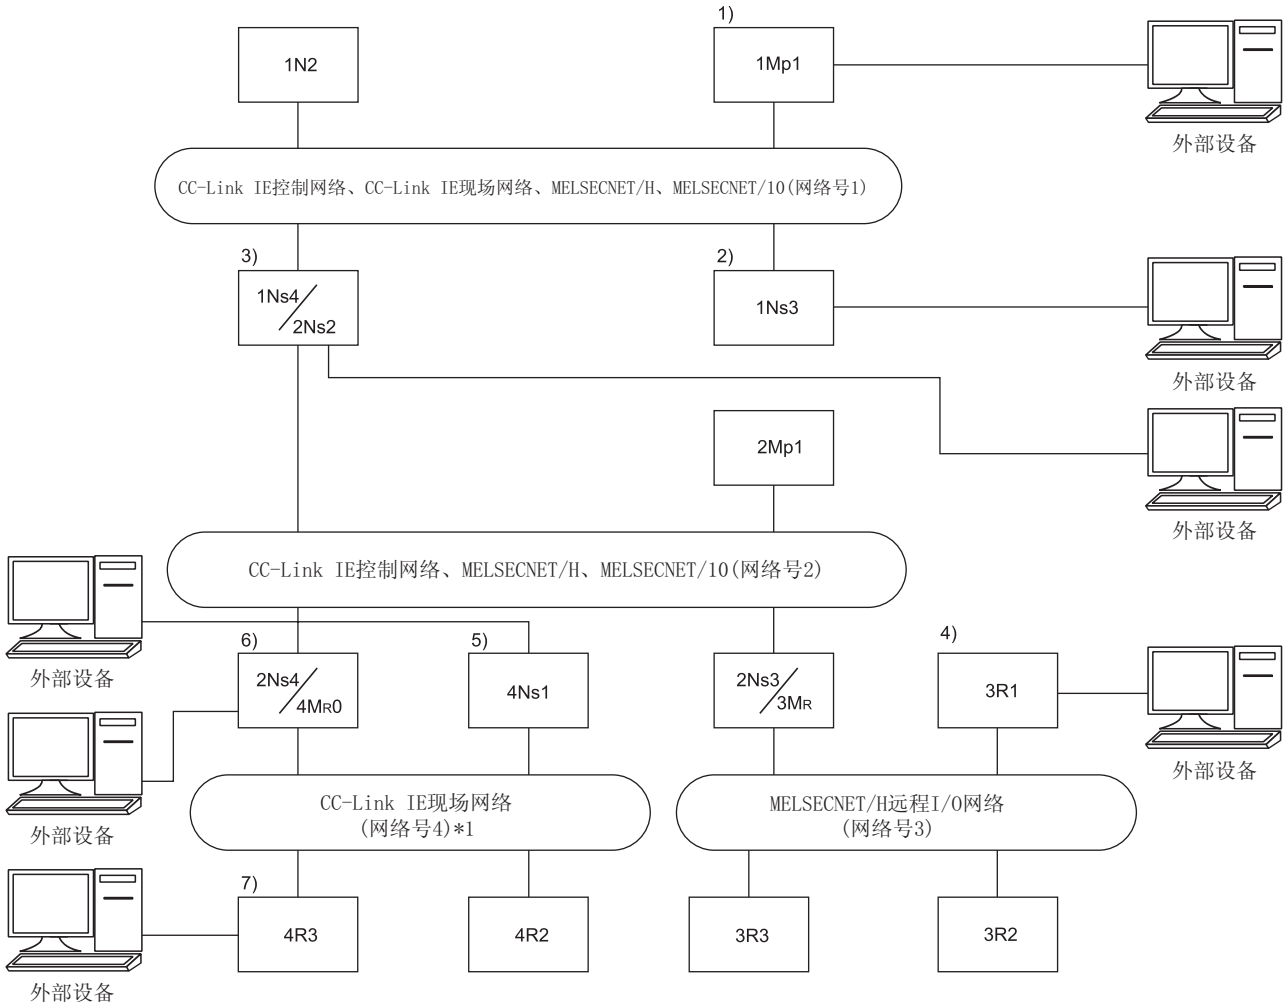 1)
1N2
1Mp1
外部设备
CC-Link IE控制网络、CC-Link IE现场网络、MELSECNET/H、MELSECNET/10(网络号1)
3)
2)
1Ns4
2Ns2
1Ns3
外部设备
2Mp1
外部设备
CC-Link IE控制网络、MELSECNET/H、MELSECNET/10(网络号2)
外部设备
6)
5)
4)
2Ns4
4MR0
4Ns1
2Ns3
3MR
3R1
外部设备
外部设备
CC-Link IE现场网络
(网络号4)*1
MELSECNET/H远程I/O网络
(网络号3)
7)
4R3
4R2
3R3
3R2
外部设备